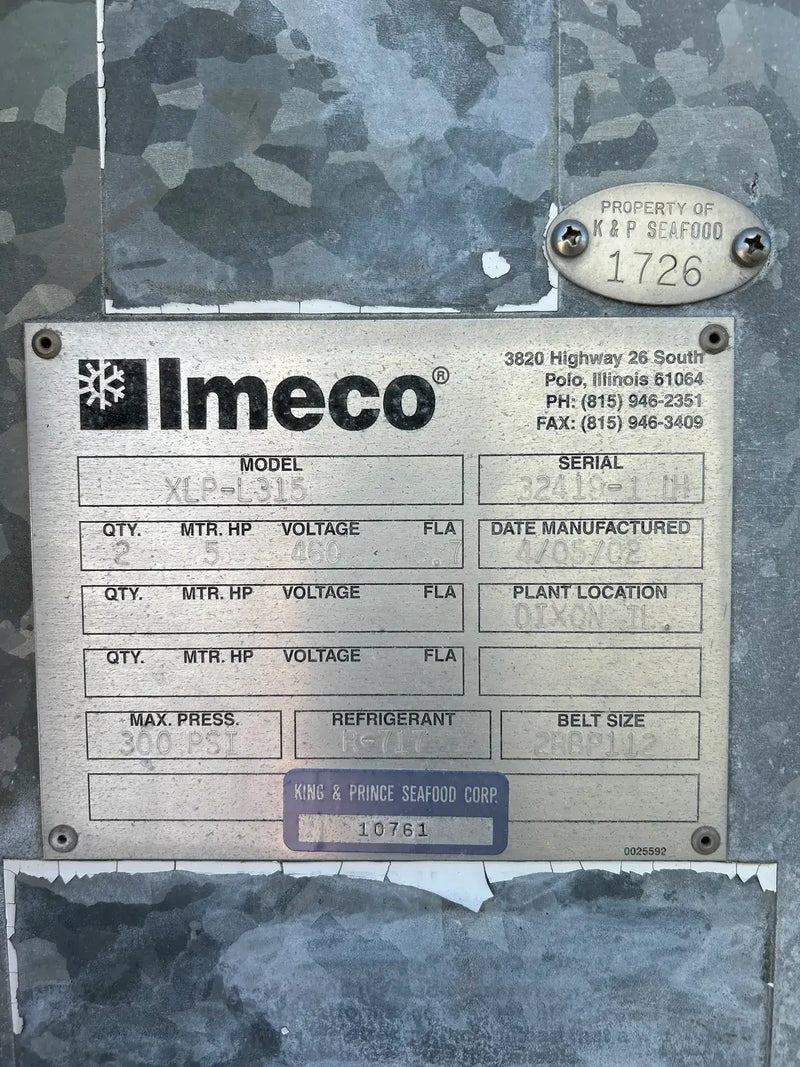 PROPERTY OF
K & P SEAFOOD
1726
Imeco®
3820 Highway 26 South
Polo, Illinois 61064
PH: (815) 946-2351
FAX: (815) 946-3409
MODEL
XLP-L315
SERIAL
32419-1 1H
QTY. MTR. HP VOLTAGE FLA
2 5 460
DATE MANUFACTURED
4/05/02
QTY. MTR. HP VOLTAGE FLA
PLANT LOCATION
DIXON IL.
QTY. MTR. HP VOLTAGE FLA
MAX. PRESS.
300 PSI
REFRIGERANT
R-717
BELT SIZE
2RBP112
KING & PRINCE SEAFOOD CORP.
10761
0025592